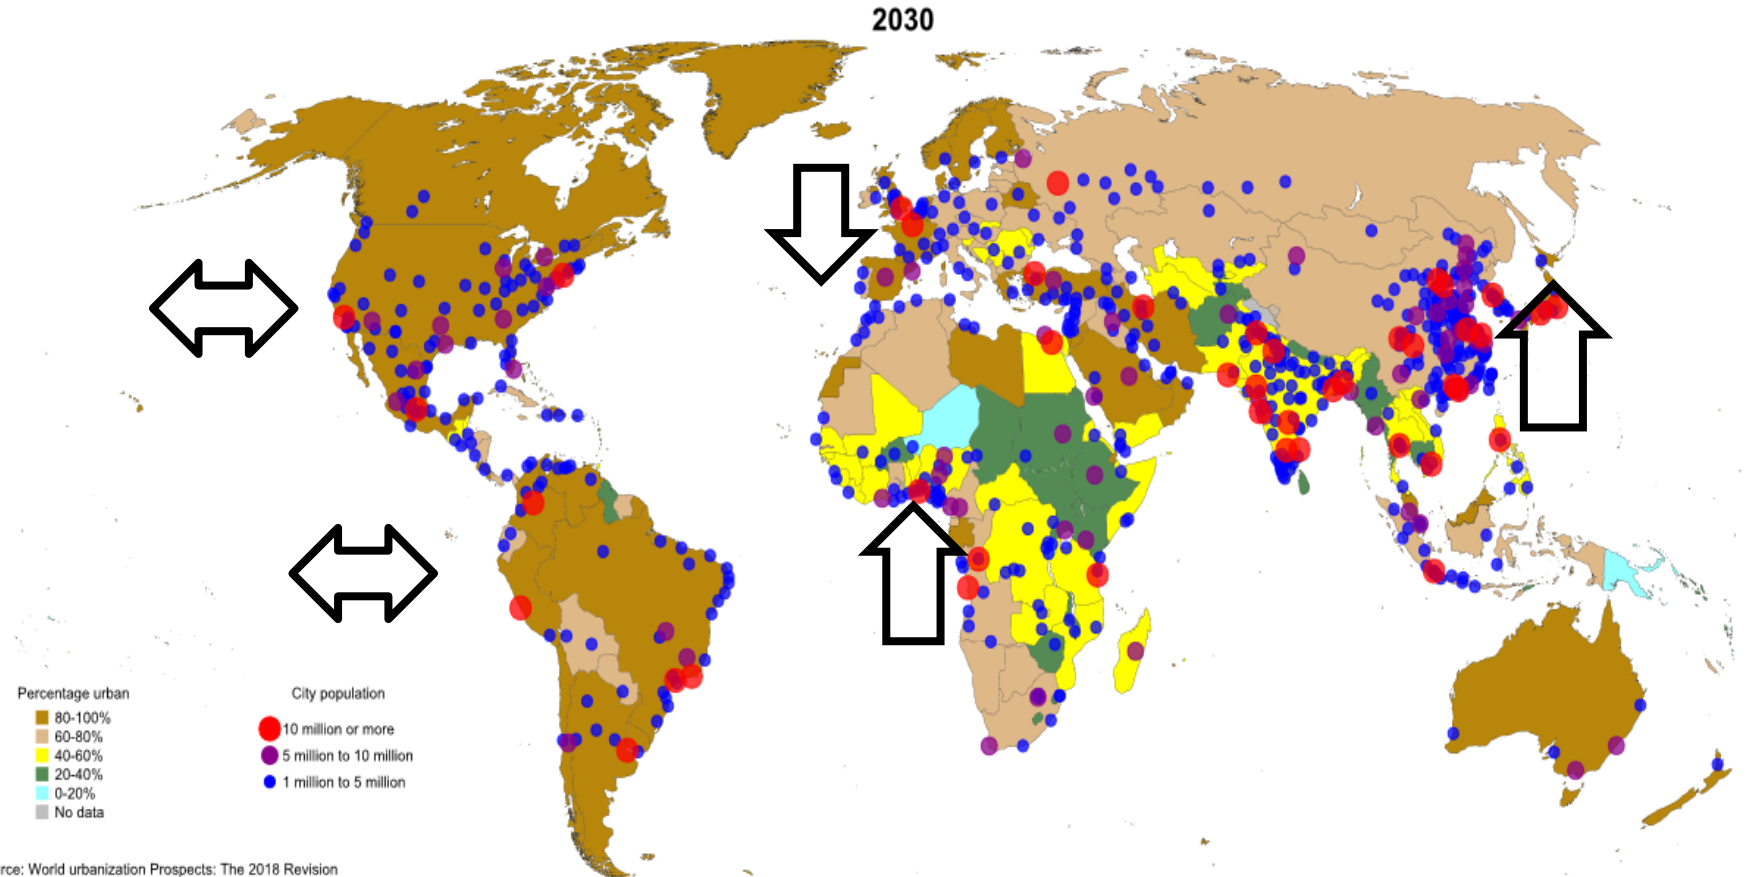 2030
Percentage urban
80-100%
60-80%
40-60%
20-40%
0-20%
No data
City population
10 million or more
5 million to 10 million
1 million to 5 million
rce: World urbanization Prospects: The 2018 Revision